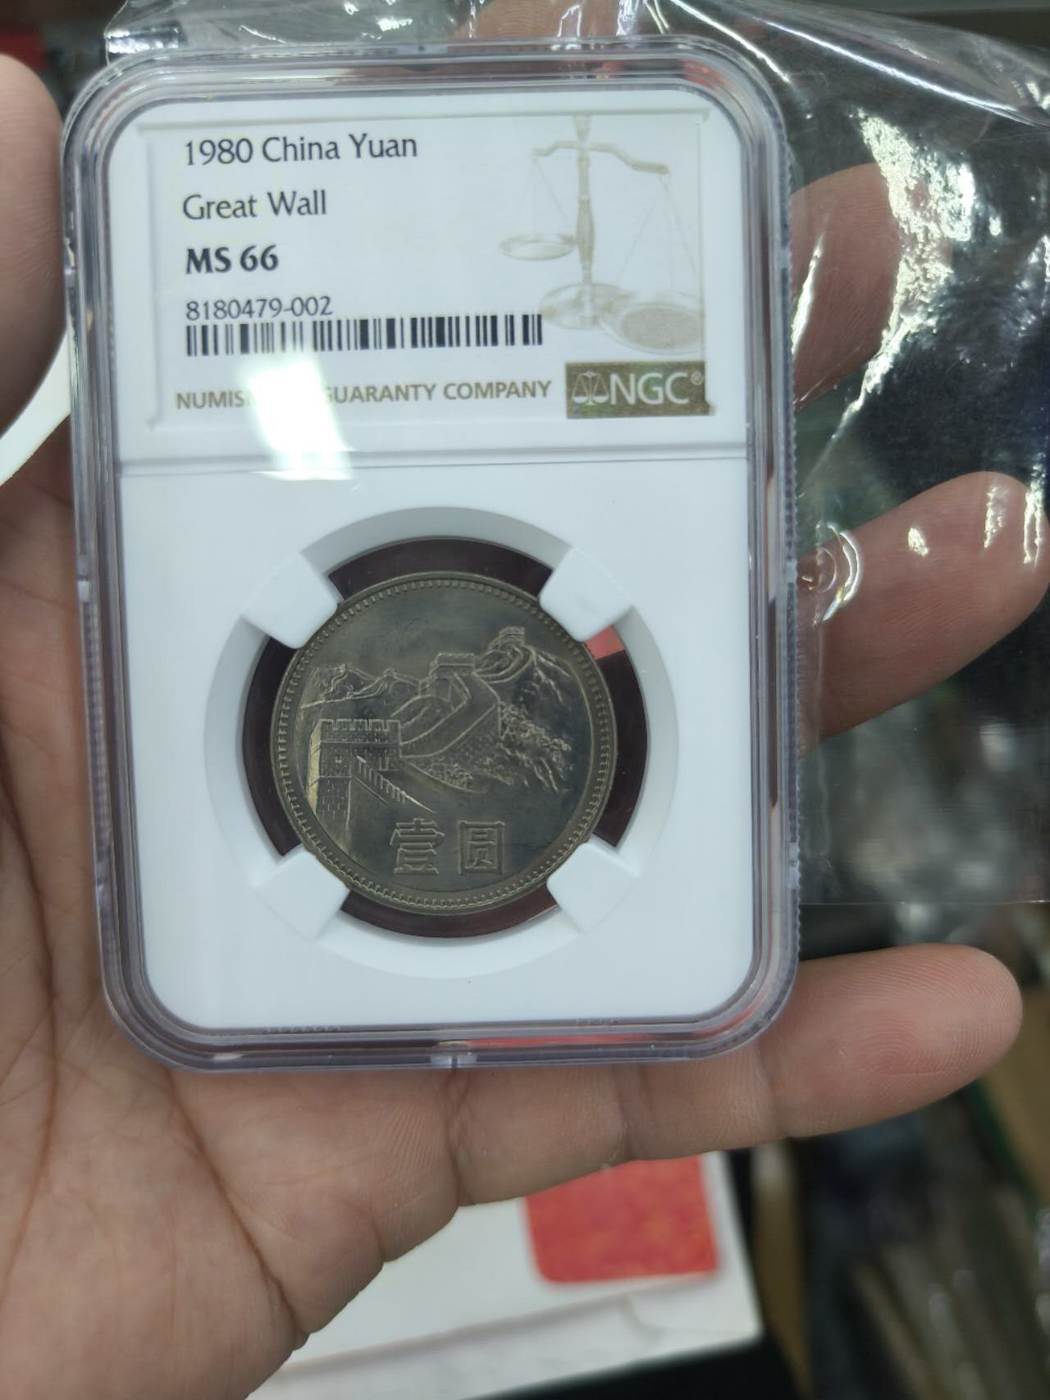 1980 China Yuan
Great Wall
MS 66
8180479-002
GUARANTY COMPANY
NGC®
壹圆